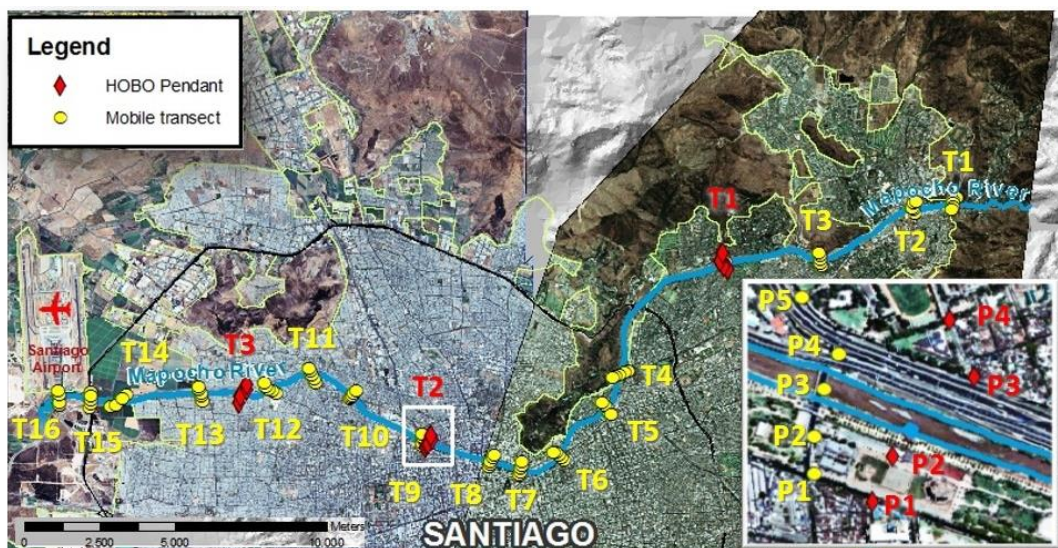 Legend
HOBO Pendant
Mobile transect
T1
Mapocho River
T1
T3
T2
Santiago
Airport
T14
Mapocho River
T3
T11
T2
T4
T16
T15
T13
T12
T10
T9
T8
T7
T6
T5
P5
P4
P4
P3
P3
P2
P2
P1
P1
0
2.500
5.000
10.000
Meters
SANTIAGO